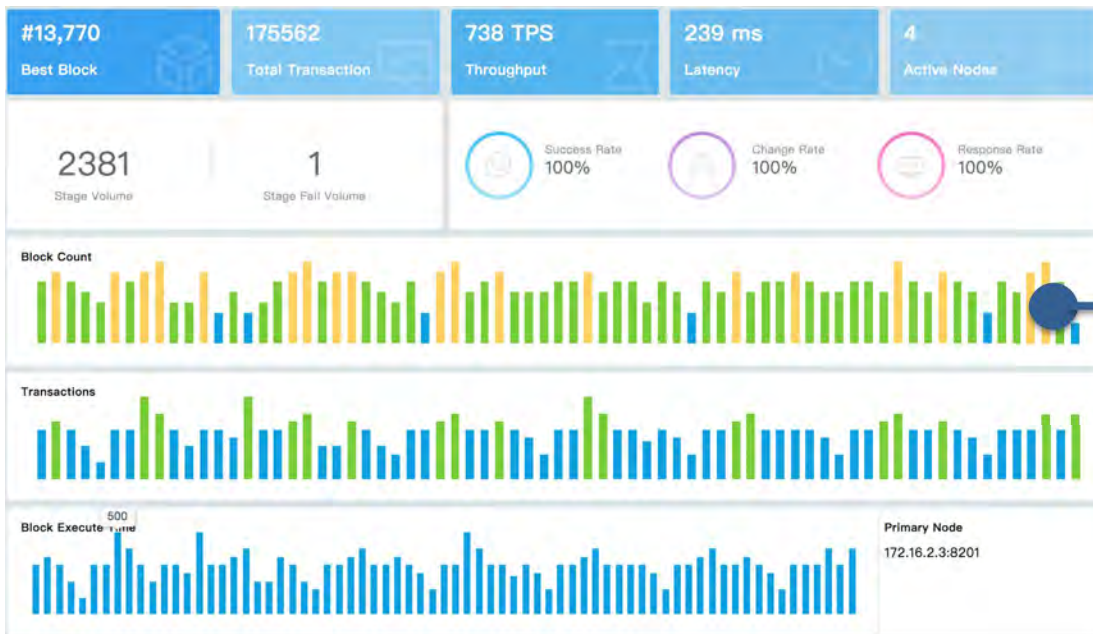 #13,770
Best Block
175562
Total Transaction
738 TPS
Throughput
239 ms
Latency
4
Active Nodes
2381
Stage Volume
1
Stage Fail Volume
Success Rate
100%
Change Rate
100%
Response Rate
100%
Block Count
Transactions
500
Block Execute Time
Primary Node
172.16.2.3:8201